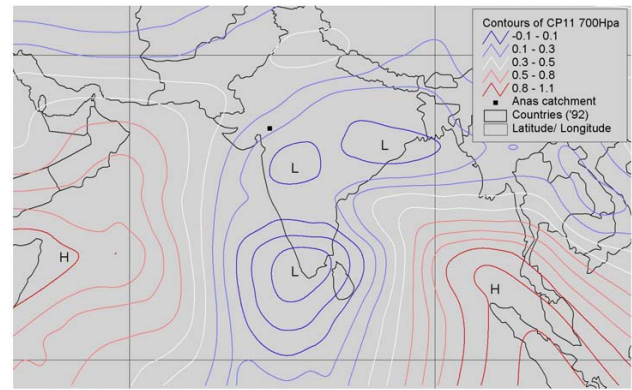 Contours of CP11 700Hpa
-0.1 - 0.1
0.1 - 0.3
0.3 - 0.5
0.5 - 0.8
0.8 - 1.1
Anas catchment
Countries ('92)
Latitude/ Longitude
L
L
H
L
H